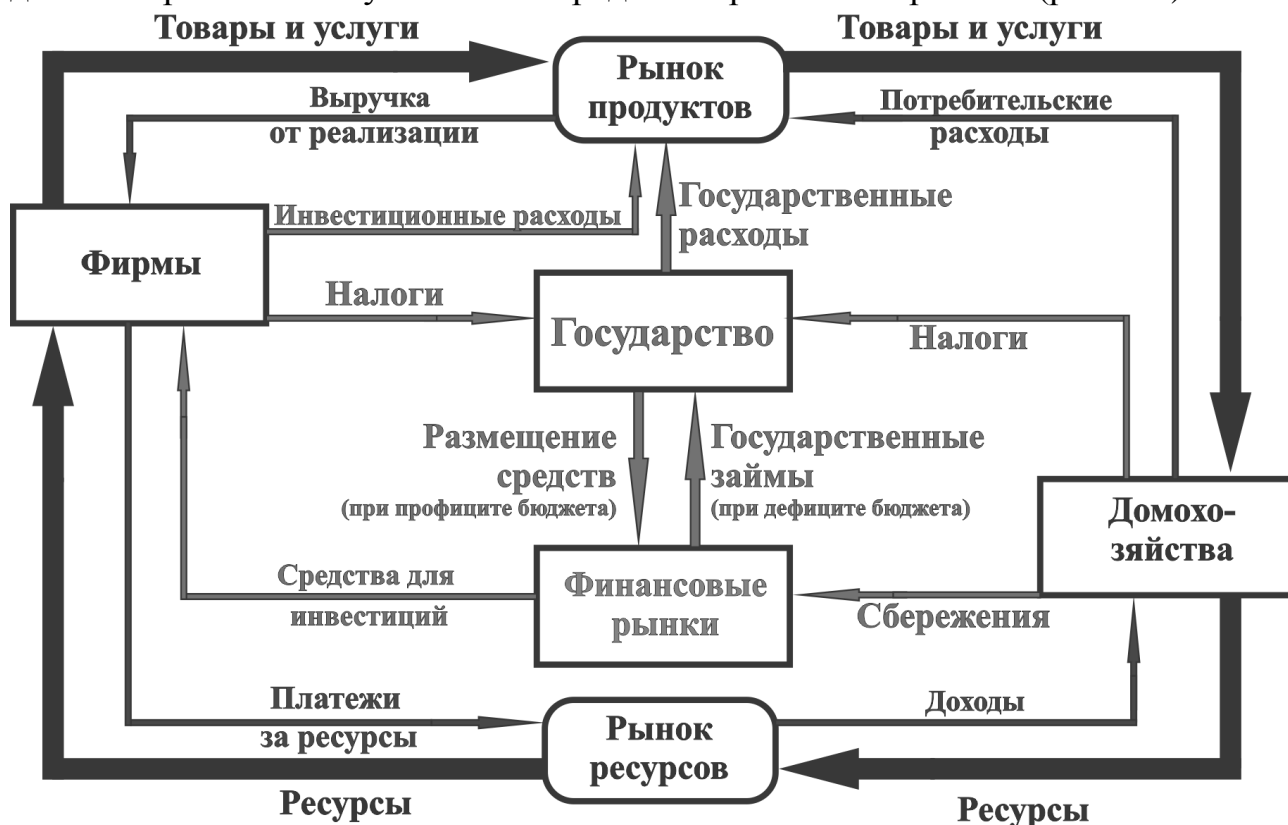 Товары и услуги
Товары и услуги
Рынок
продуктов
Выручка
от реализации
Потребительские
расходы
Государственные
расходы
Инвестиционные расходы
Фирмы
Налоги
Государство
Налоги
Размещение
средств
(при профиците бюджета)
Государственные
займы
(при дефиците бюджета)
Домохо-
зяйства
Средства для
инвестиций
Финансовые
рынки
Сбережения
Платежи
за ресурсы
Рынок
ресурсов
Доходы
Ресурсы
Ресурсы